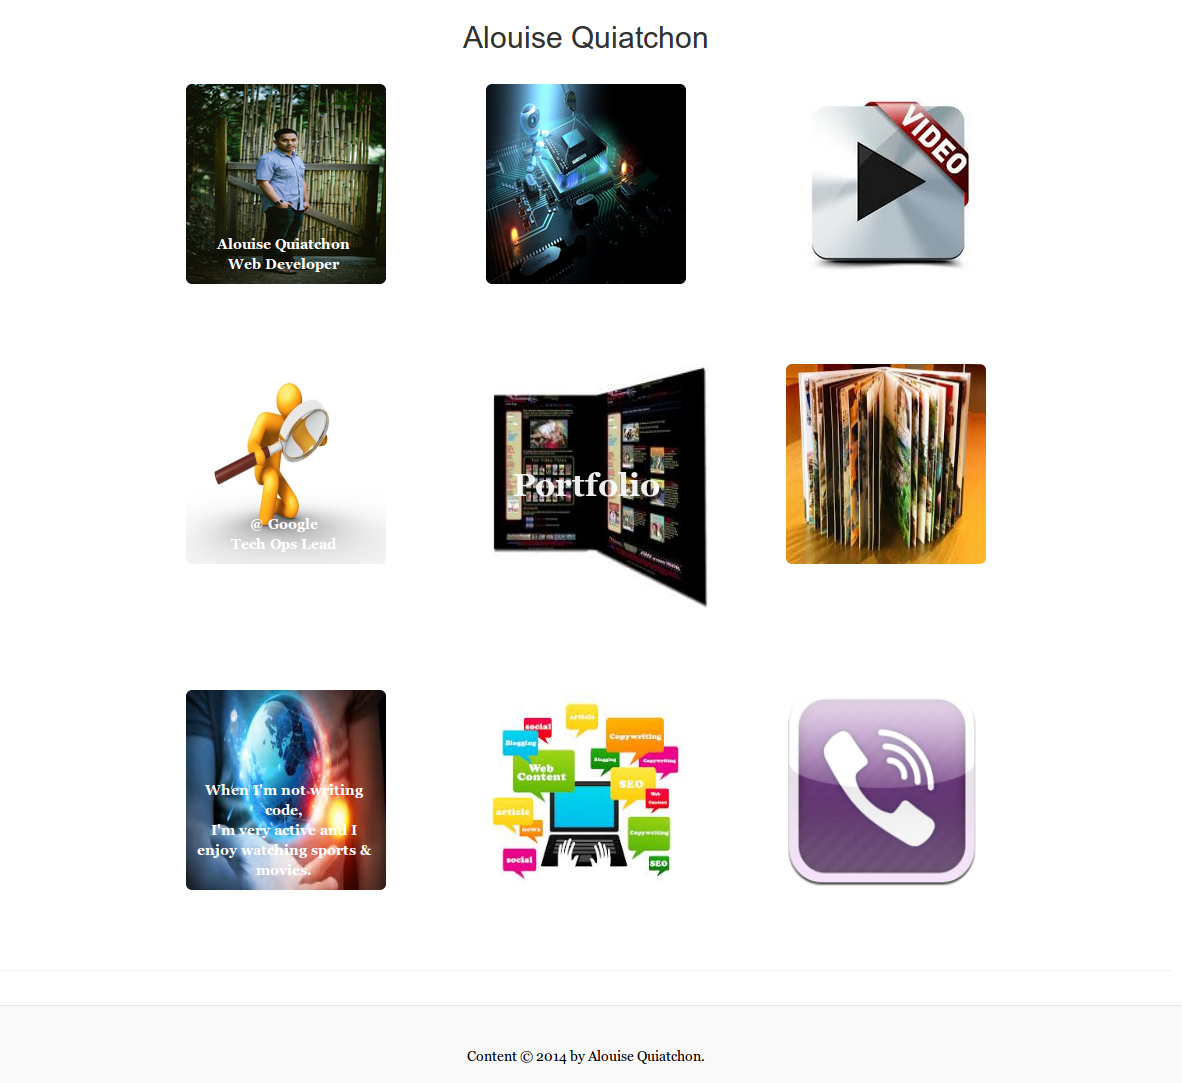 Alouise Quiatchon
Alouise Quiatchon
Web Developer
VIDEO
@ Google
Tech Ops Lead
Portfolio
When I'm not writing
code,
I'm very active and I
enjoy watching sports &
movies.
article
social
Copywriting
Blogging
Blogging
Copywriting
Web
Content
SEO
Web
Content
article
news
Copywriting
social
SEO
Content © 2014 by Alouise Quiatchon.